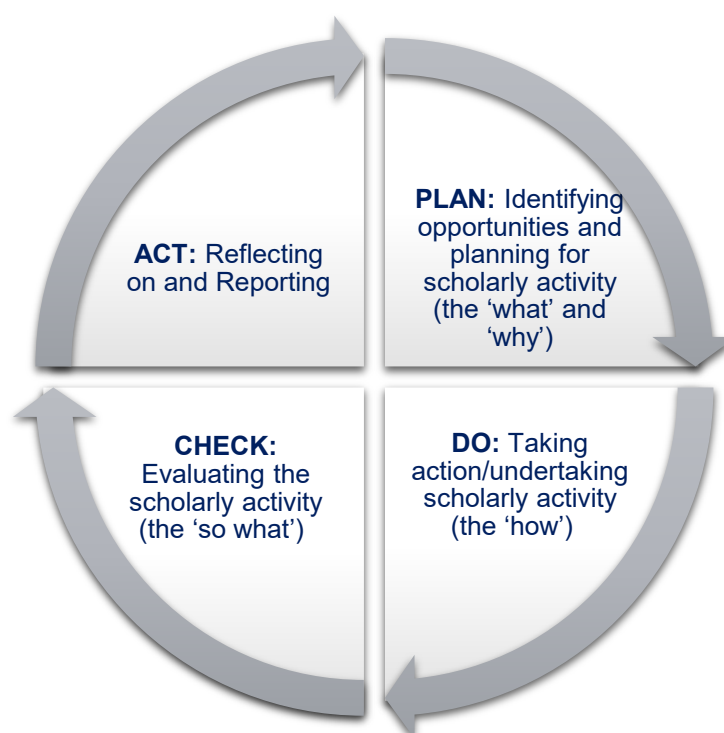 ACT: Reflecting
on and Reporting
PLAN: Identifying
opportunities and
planning for
scholarly activity
(the ‘what’ and
‘why’)
CHECK:
Evaluating the
scholarly activity
(the ‘so what’)
DO: Taking
action/undertaking
scholarly activity
(the ‘how’)